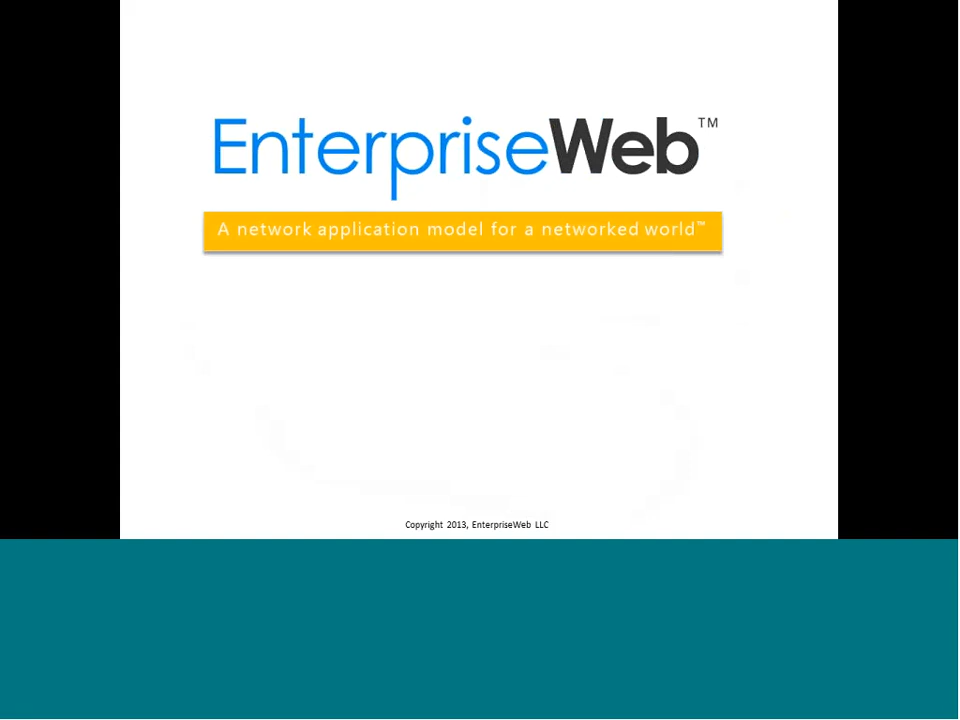 EnterpriseWeb™
A network application model for a networked world™
Copyright 2013, EnterpriseWeb LLC